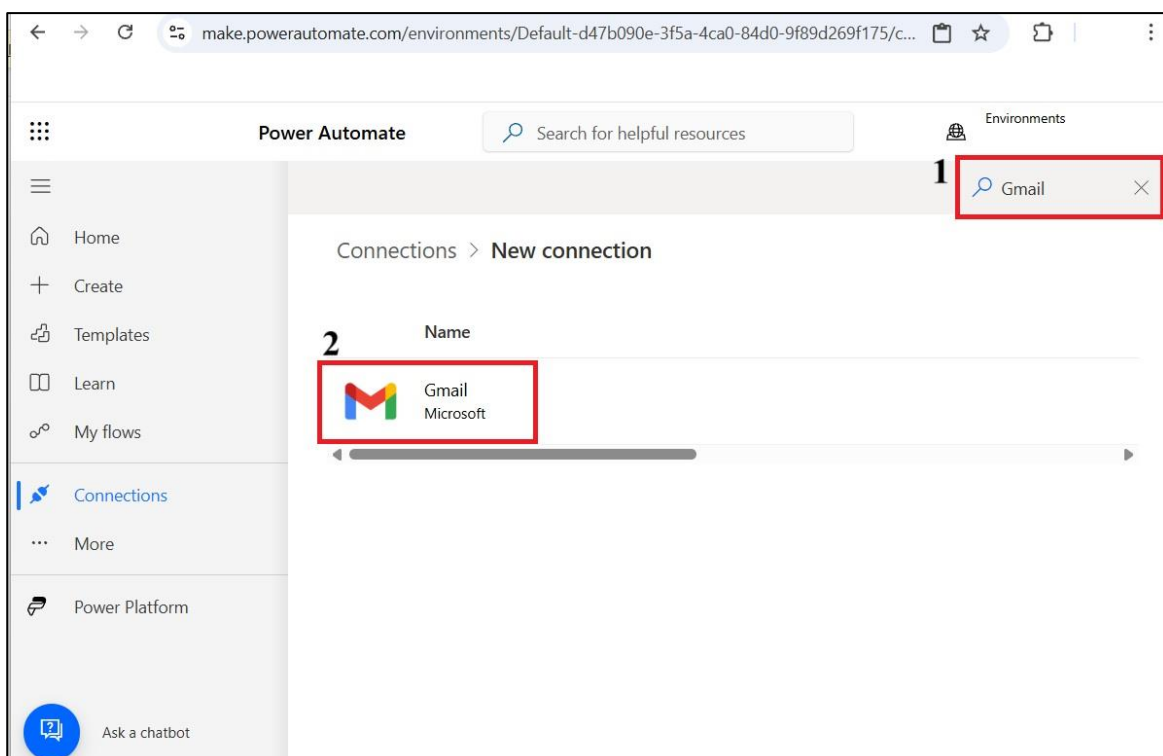 make.powerautomate.com/environments/Default-d47b090e-3f5a-4ca0-84d0-9f89d269f175/c...
Power Automate
Search for helpful resources
Environments
1
Gmail
Home
Create
Templates
Learn
My flows
Connections
More
Power Platform
Ask a chatbot
Connections > New connection
Name
2
Gmail
Microsoft